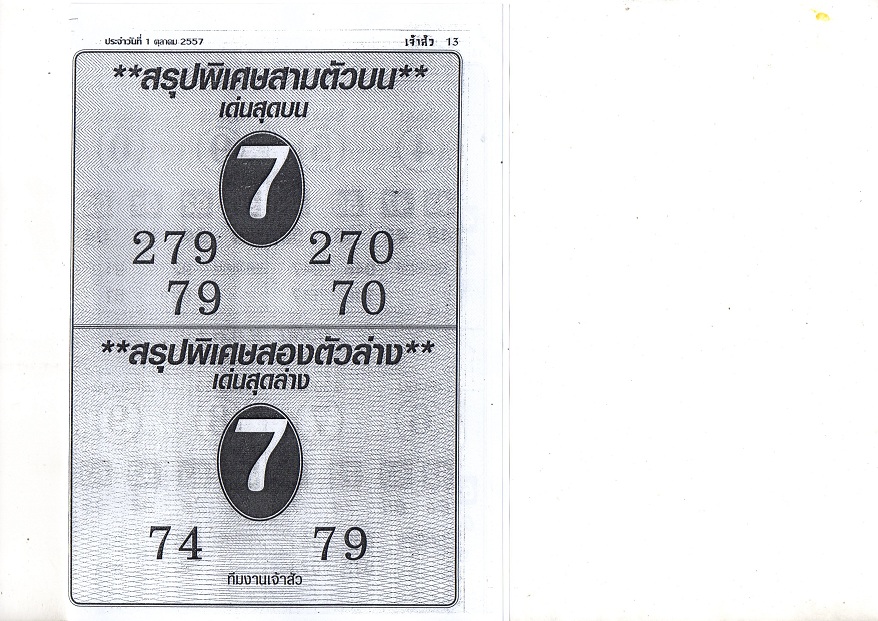 ประจำวันที่ 1 ตุลาคม 2557 เจ้าสัว 13
**สรุปพิเศษสามตัวบน**
เด่นสุดบน
7
279 270
79 70
**สรุปพิเศษสองตัวล่าง**
เด่นสุดล่าง
7
74 79
ทีมงานเจ้าสัว